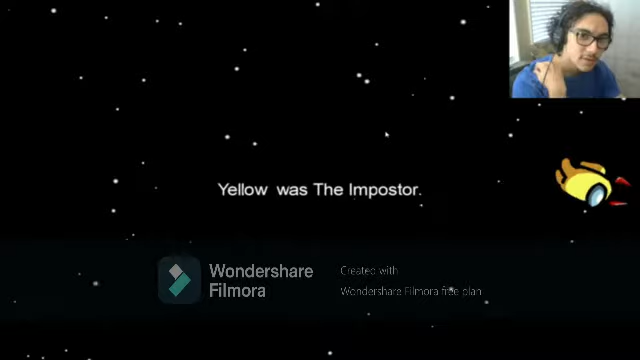 Yellow was The Impostor.
Wondershare
Filmora
Created with
Wondershare Filmora free plan